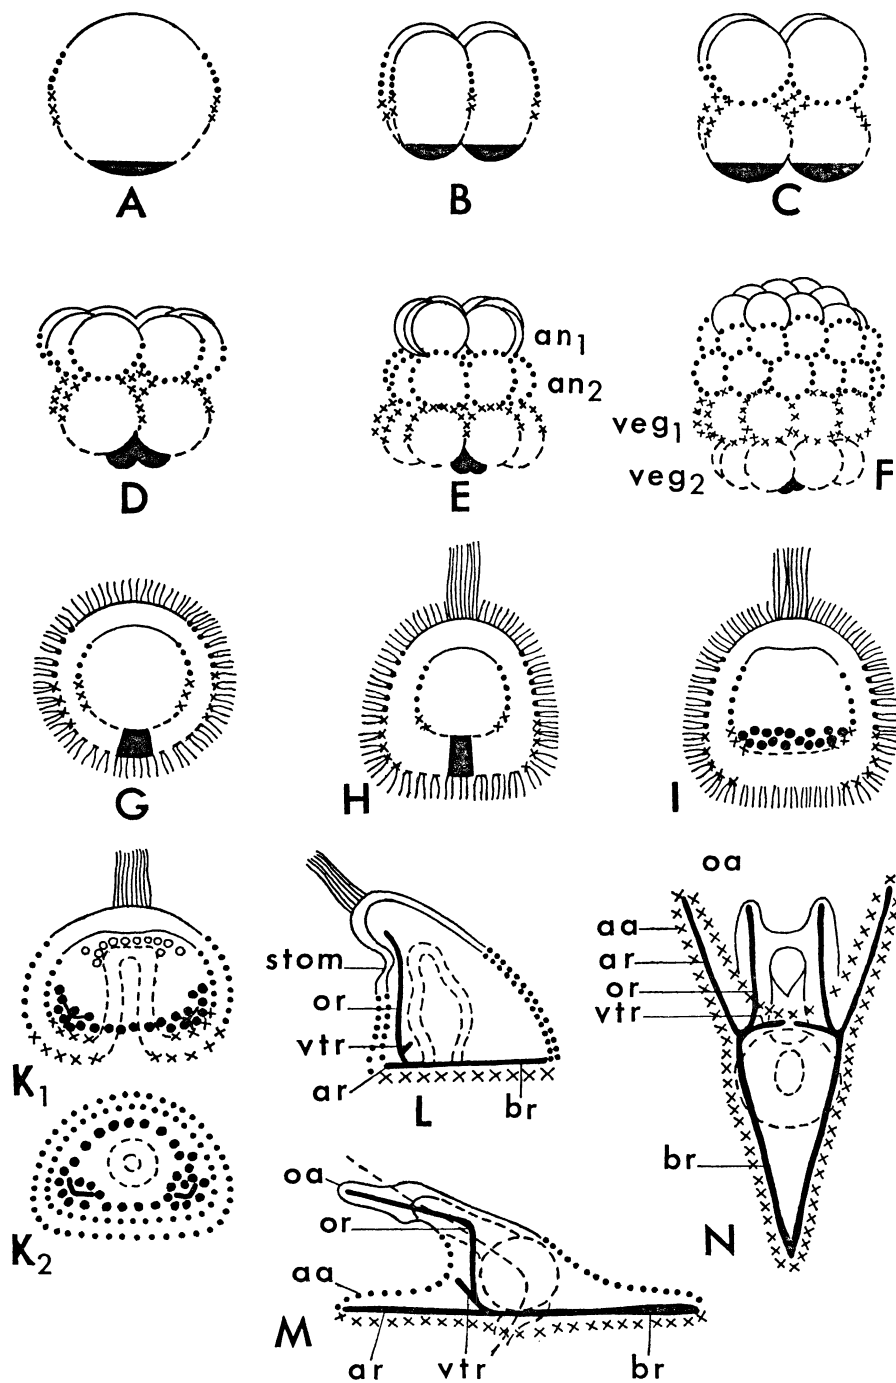 A
B
C
D
E
an₁
an₂
veg₁
veg₂
F
G
H
I
K₁
K₂
stom
or
vtr
ar
L
br
oa
aa
ar
or
vtr
br
N
oa
or
aa
M
ar
vtr
br